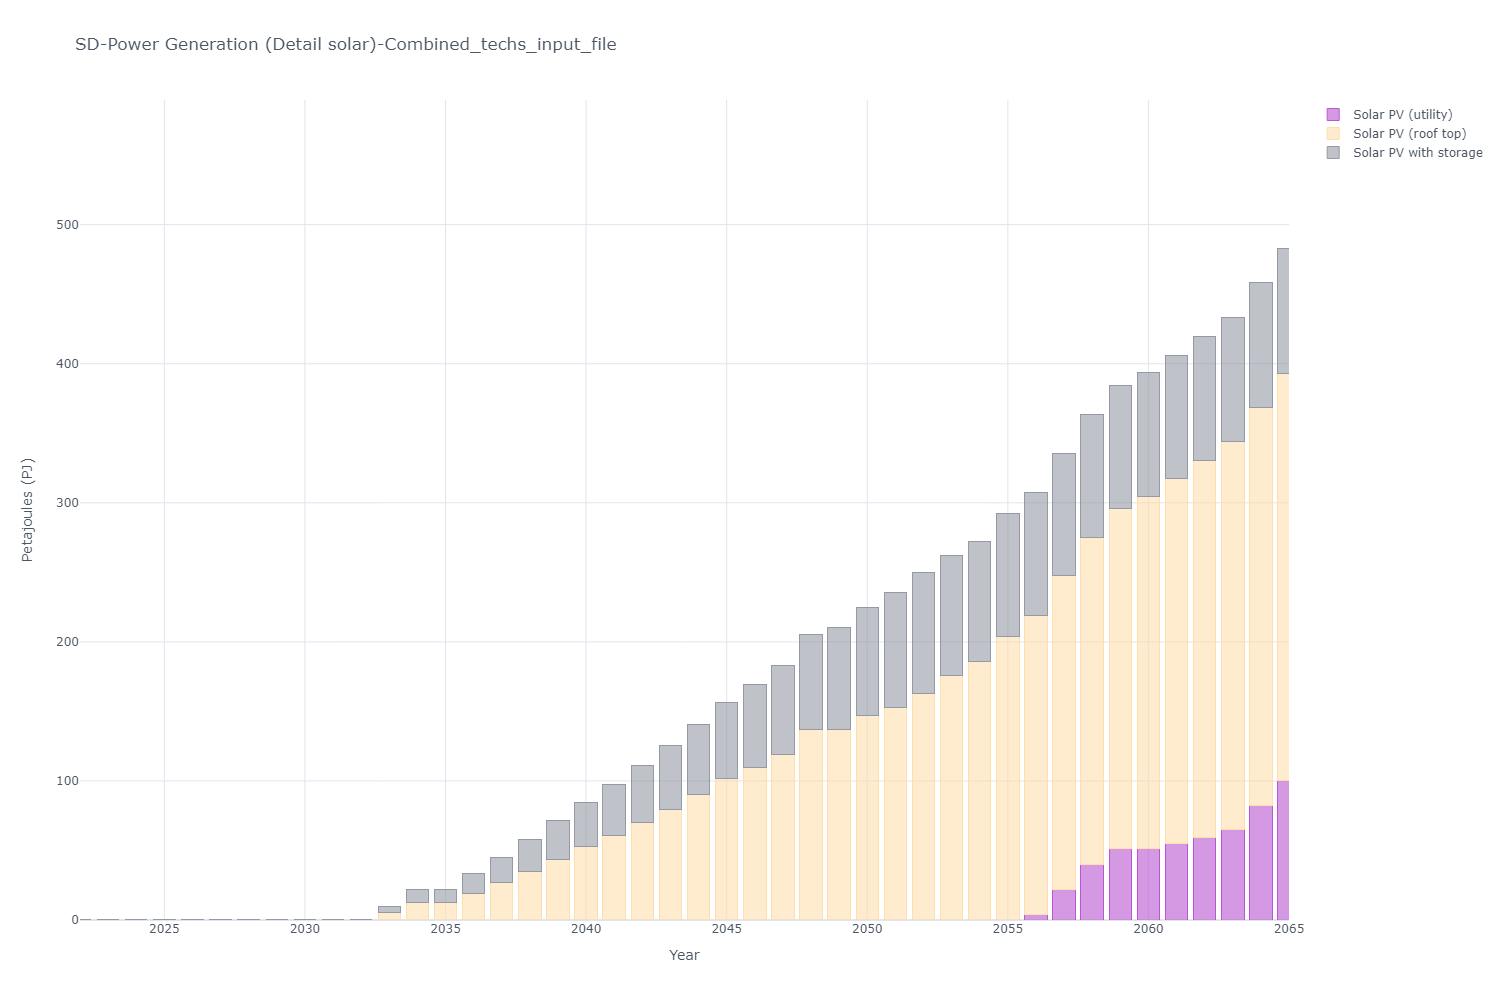 SD-Power Generation (Detail solar)-Combined_techs_input_file
Solar PV (utility)
Solar PV (roof top)
Solar PV with storage
500
400
300
200
100
0
Petajoules (PJ)
2025 2030 2035 2040 2045 2050 2055 2060 2065
Year